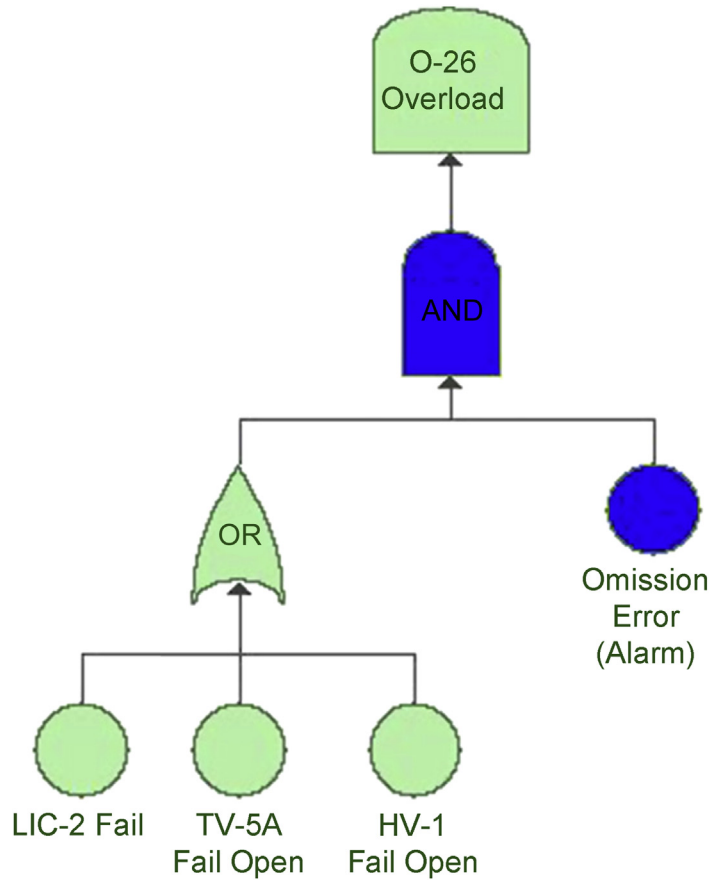 O-26
Overload
AND
OR
Omission
Error
(Alarm)
LIC-2 Fail
TV-5A
Fail Open
HV-1
Fail Open